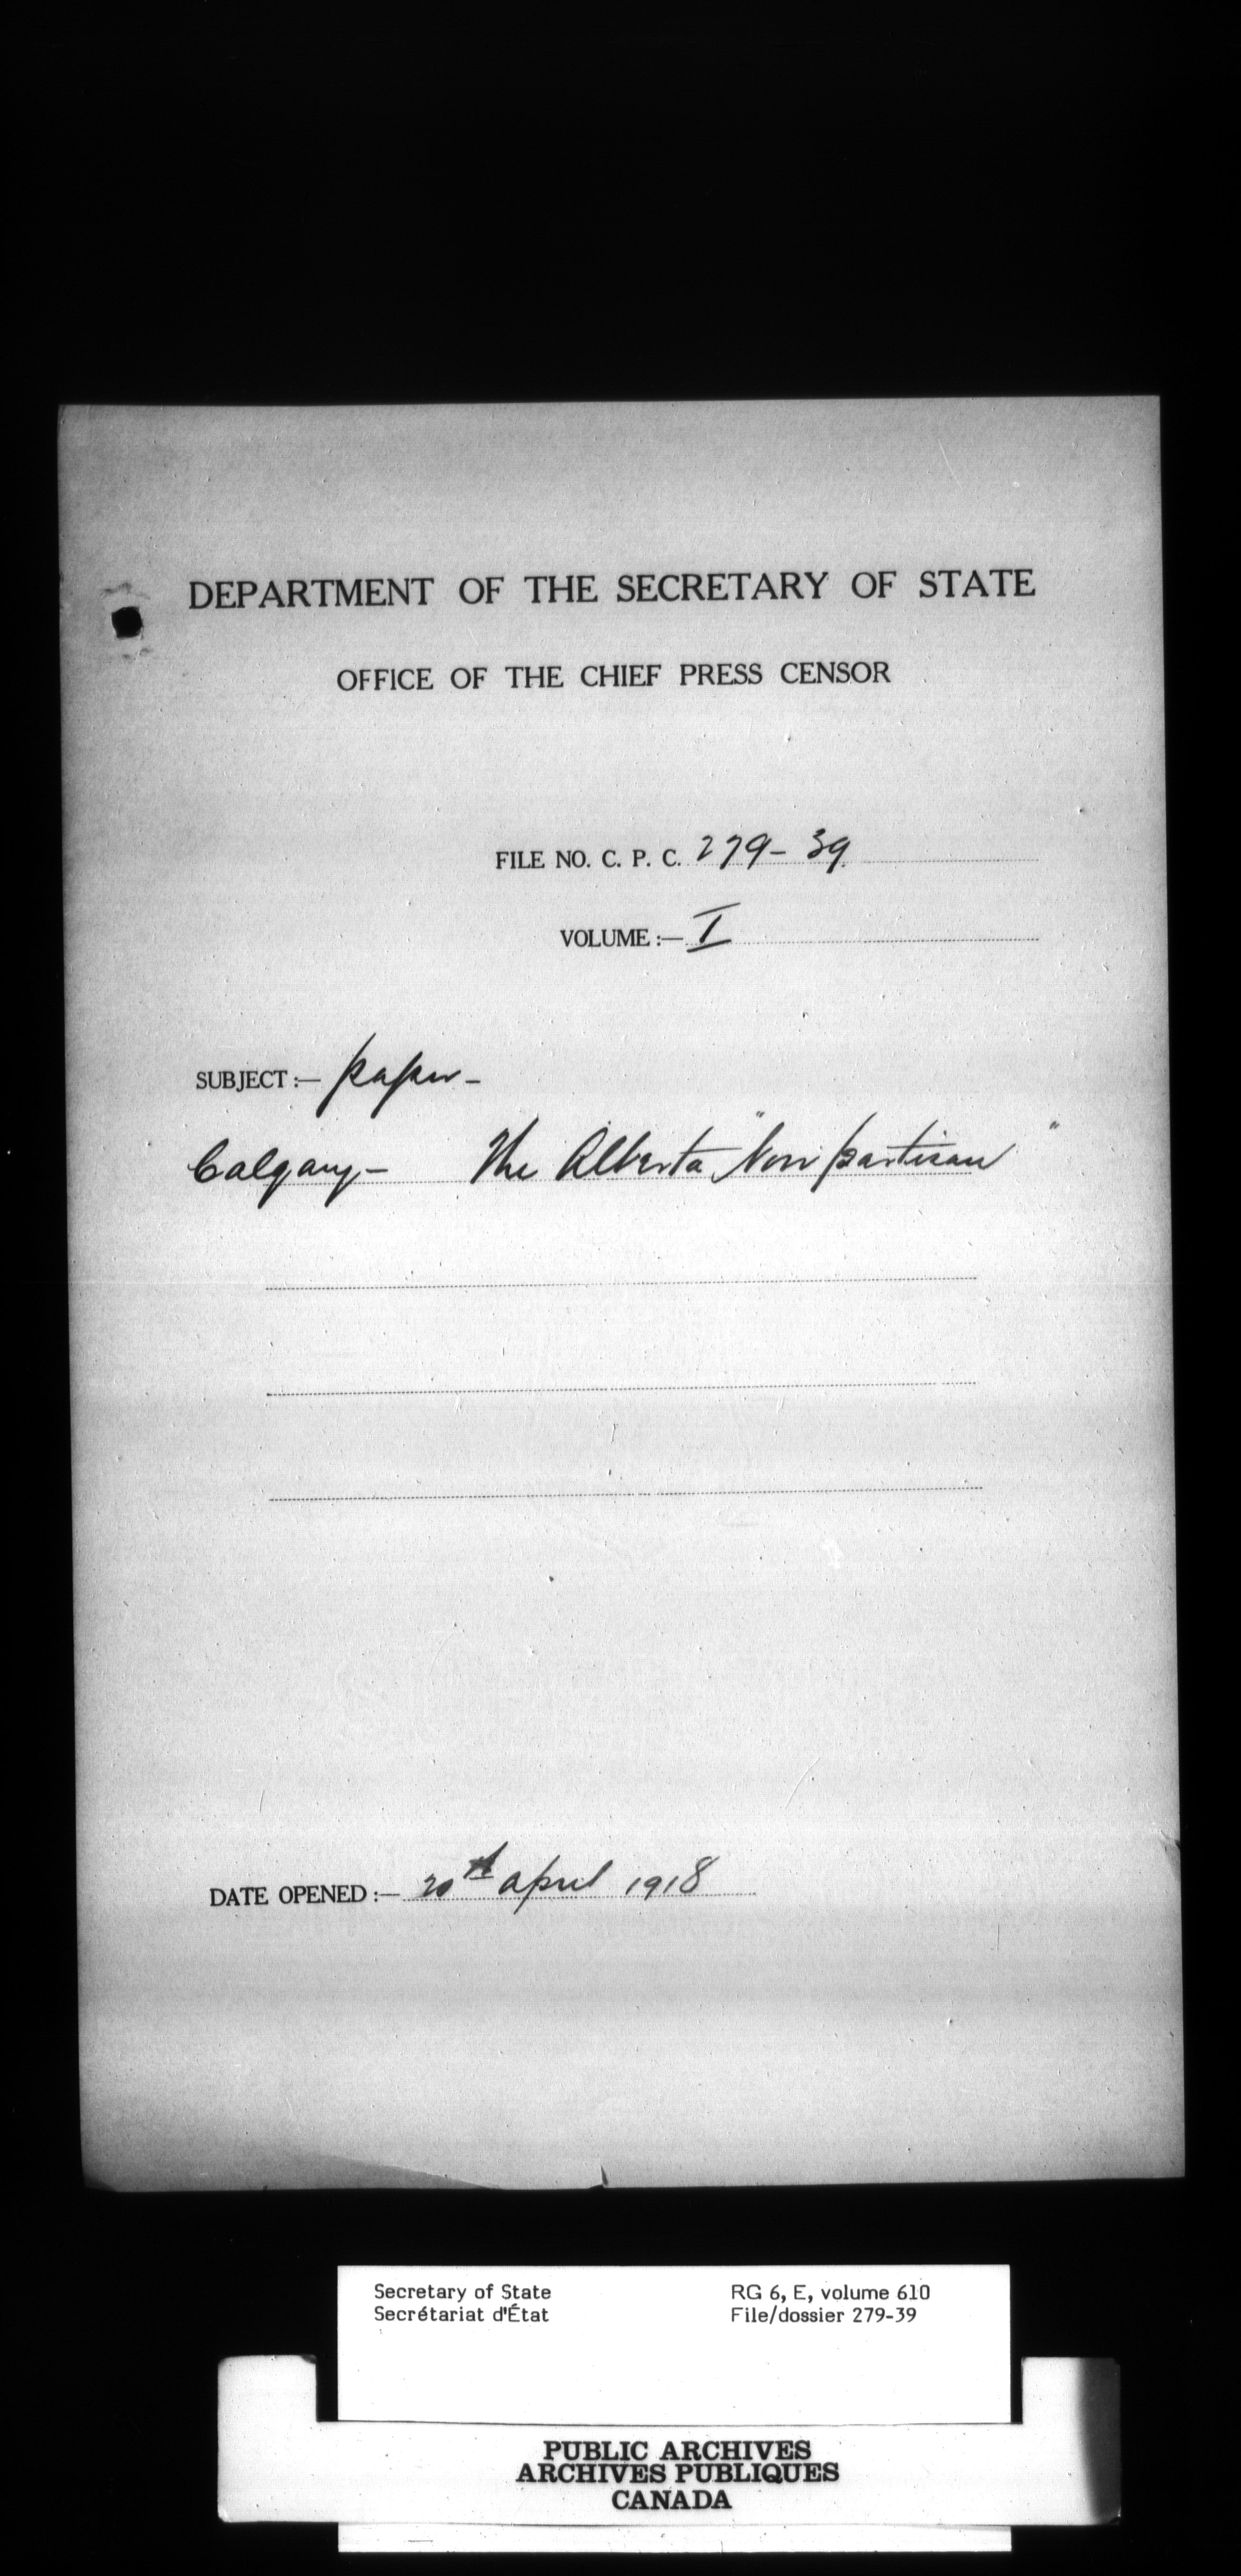 DEPARTMENT OF THE SECRETARY OF STATE
OFFICE OF THE CHIEF PRESS CENSOR
FILE NO. C. P. C. 279-39.
VOLUME :— I
SUBJECT :— paper -
Calgary - The Alberta "Non partisan"
DATE OPENED :— 20th april 1918
Secretary of State RG 6, E, volume 610
Secrétariat d'État File/dossier 279-39
PUBLIC ARCHIVES
ARCHIVES PUBLIQUES
CANADA